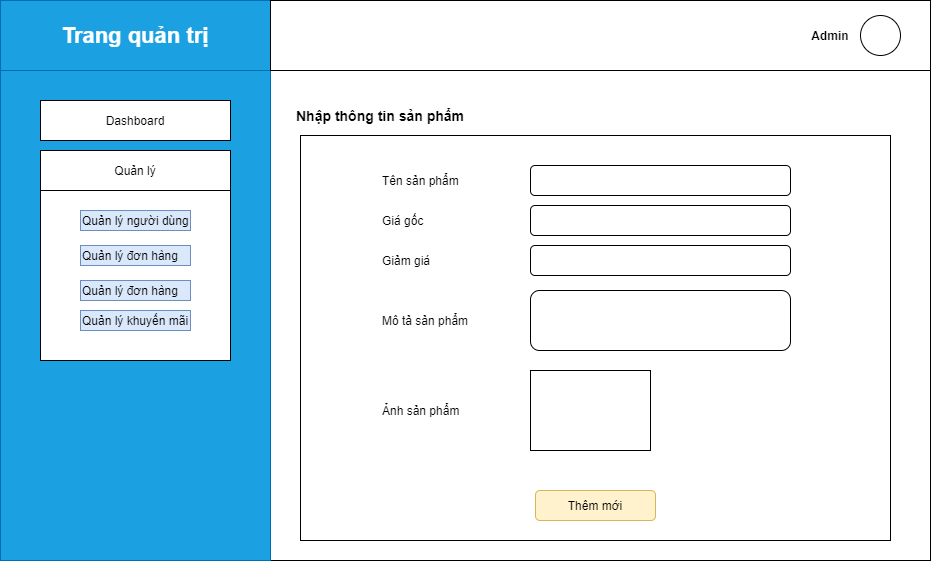 Trang quản trị
Admin
Dashboard
Quản lý
Quản lý người dùng
Quản lý đơn hàng
Quản lý đơn hàng
Quản lý khuyến mãi
Nhập thông tin sản phẩm
Tên sản phẩm
Giá gốc
Giảm giá
Mô tả sản phẩm
Ảnh sản phẩm
Thêm mới